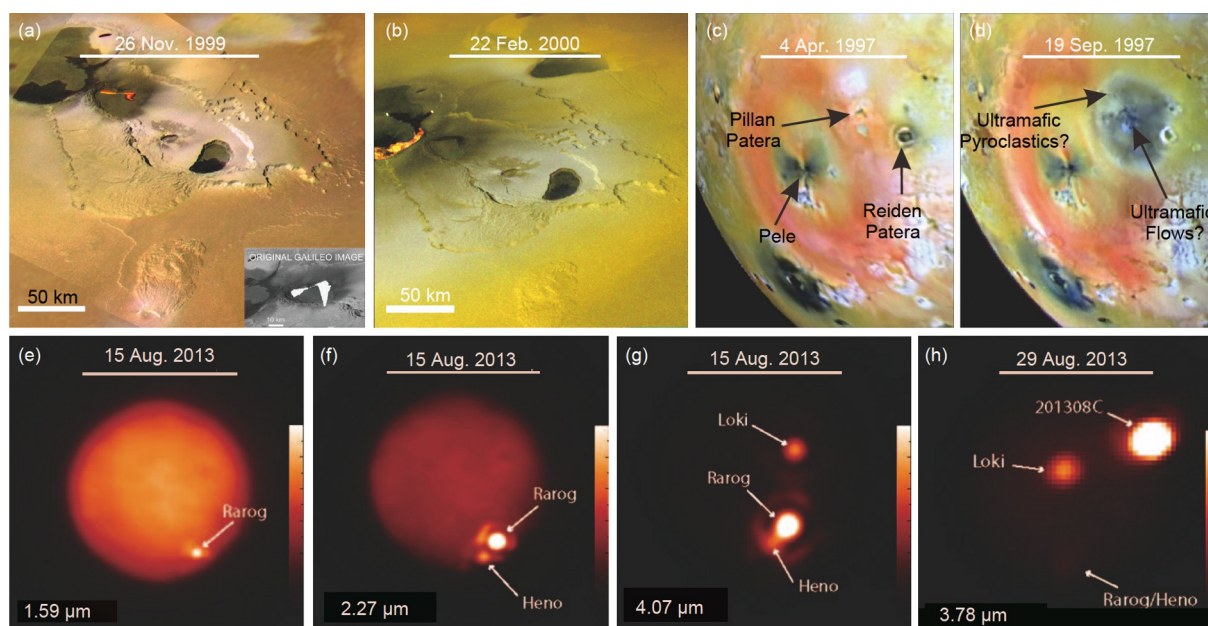 (a)
26 Nov. 1999
50 km
ORIGINAL GALILEO IMAGE
10 km
(b)
22 Feb. 2000
50 km
(c)
4 Apr. 1997
Pillan
Patera
Pele
Reiden
Patera
(d)
19 Sep. 1997
Ultramafic
Pyroclastics?
Ultramafic
Flows?
(e)
15 Aug. 2013
Rarog
1.59 μm
(f)
15 Aug. 2013
Rarog
Heno
2.27 μm
(g)
15 Aug. 2013
Loki
Rarog
Heno
4.07 μm
(h)
29 Aug. 2013
201308C
Loki
Rarog/Heno
3.78 μm